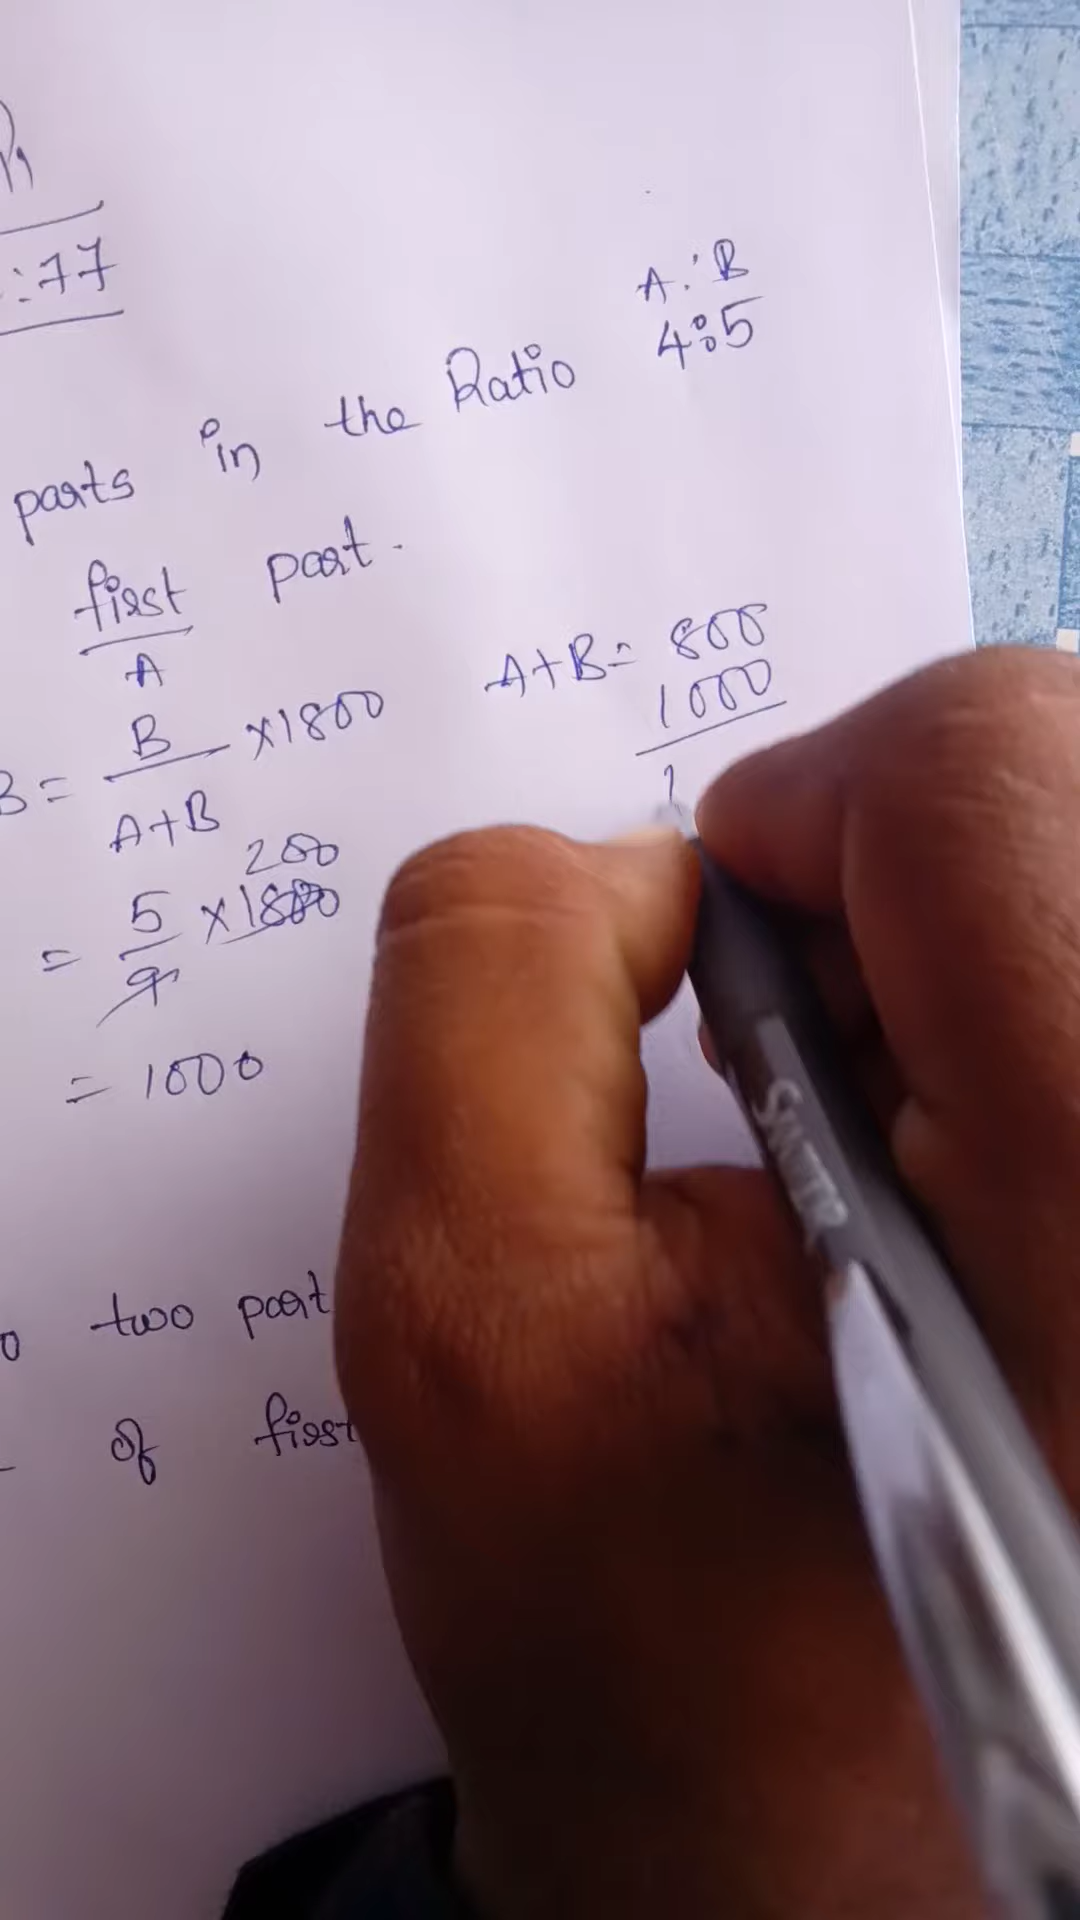 :77
A:B
4:5
parts in the Ratio
first part.
A
A+B= 800
1000
1
B= B/A+B ×1800
200
= 5/9 ×1800
= 1000
two part
of first